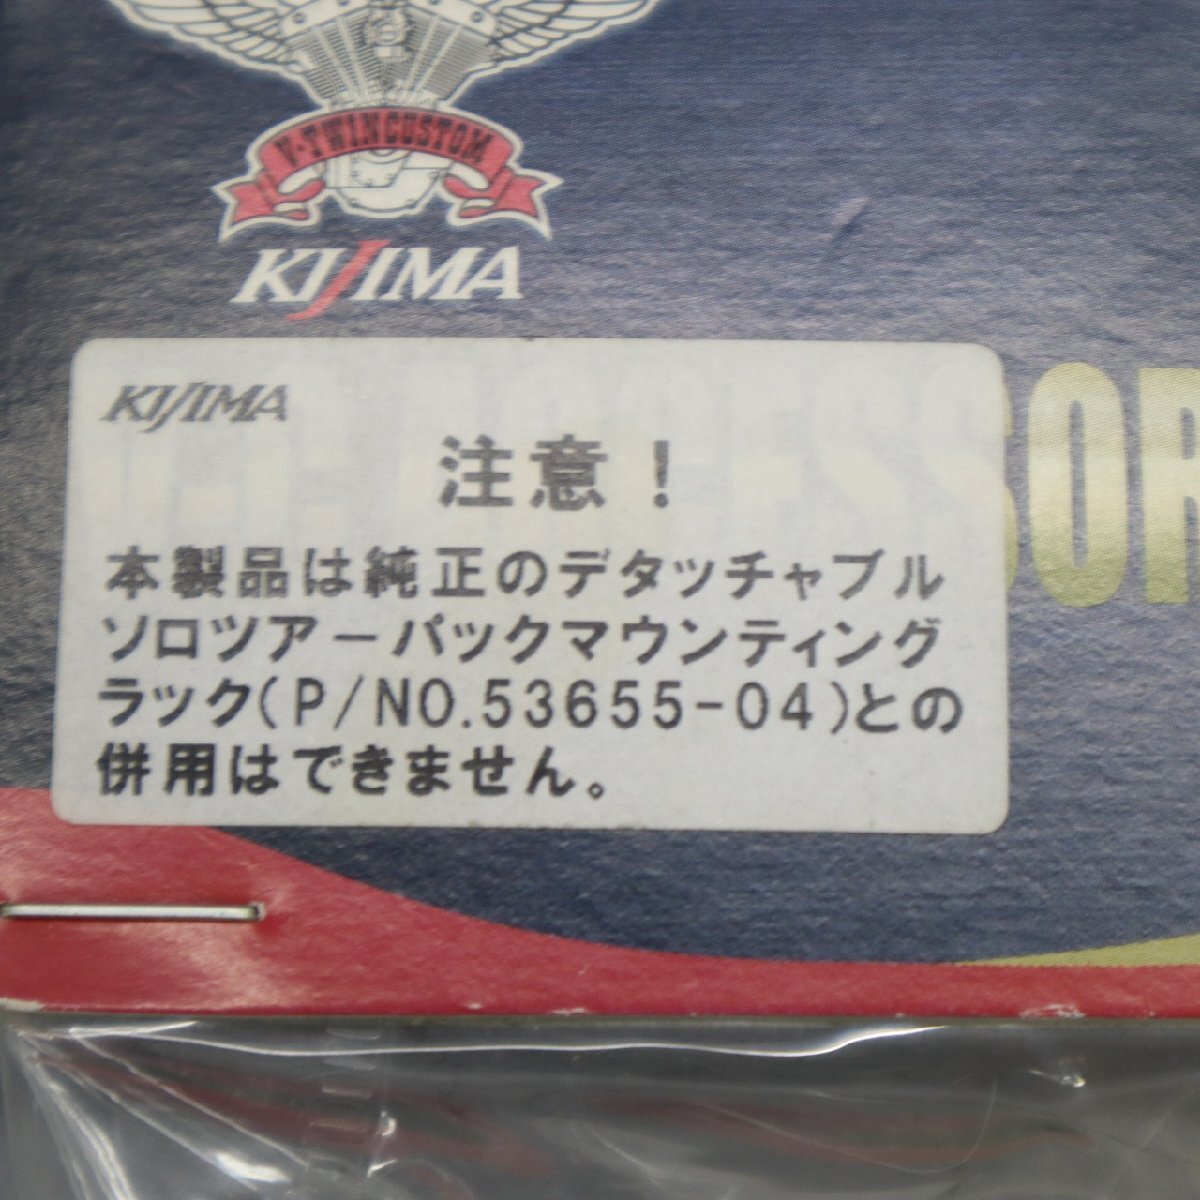 V-TWIN CUSTOM
KIJIMA
KIJIMA
注意！
本製品は純正のデタッチャブル
ソロツアーパックマウンティング
ラック(P/NO.53655-04)との
併用はできません。